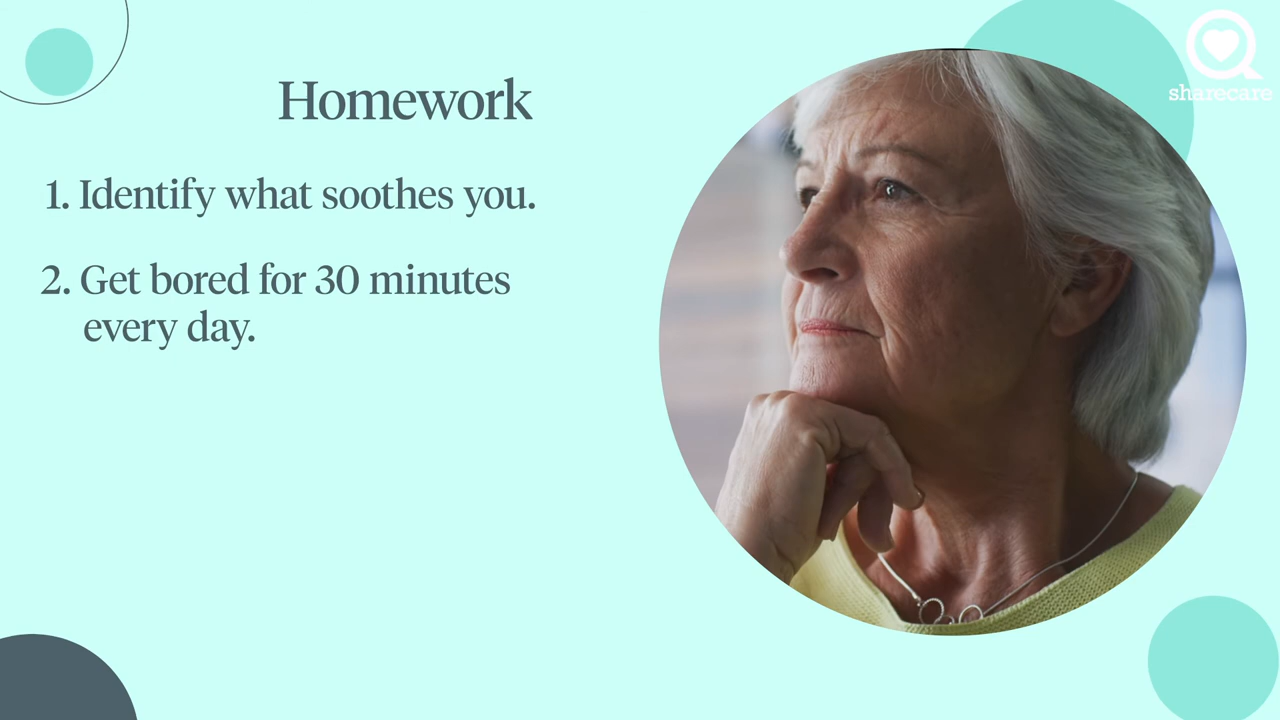 Homework
1. Identify what soothes you.
2. Get bored for 30 minutes
every day.
sharecare